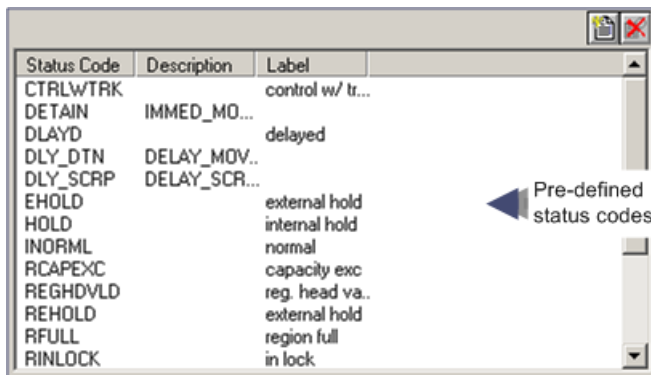 Status Code Description Label
CTRLWTRK control w/ tr...
DETAIN IMMED_MO...
DLAYD delayed
DLY_DTN DELAY_MOV..
DLY_SCRP DELAY_SCR...
EHOLD external hold
HOLD internal hold
INORML normal
RCAPEXC capacity exc
REGHDVLD reg. head va..
REHOLD external hold
RFULL region full
RINLOCK in lock
Pre-defined
status codes